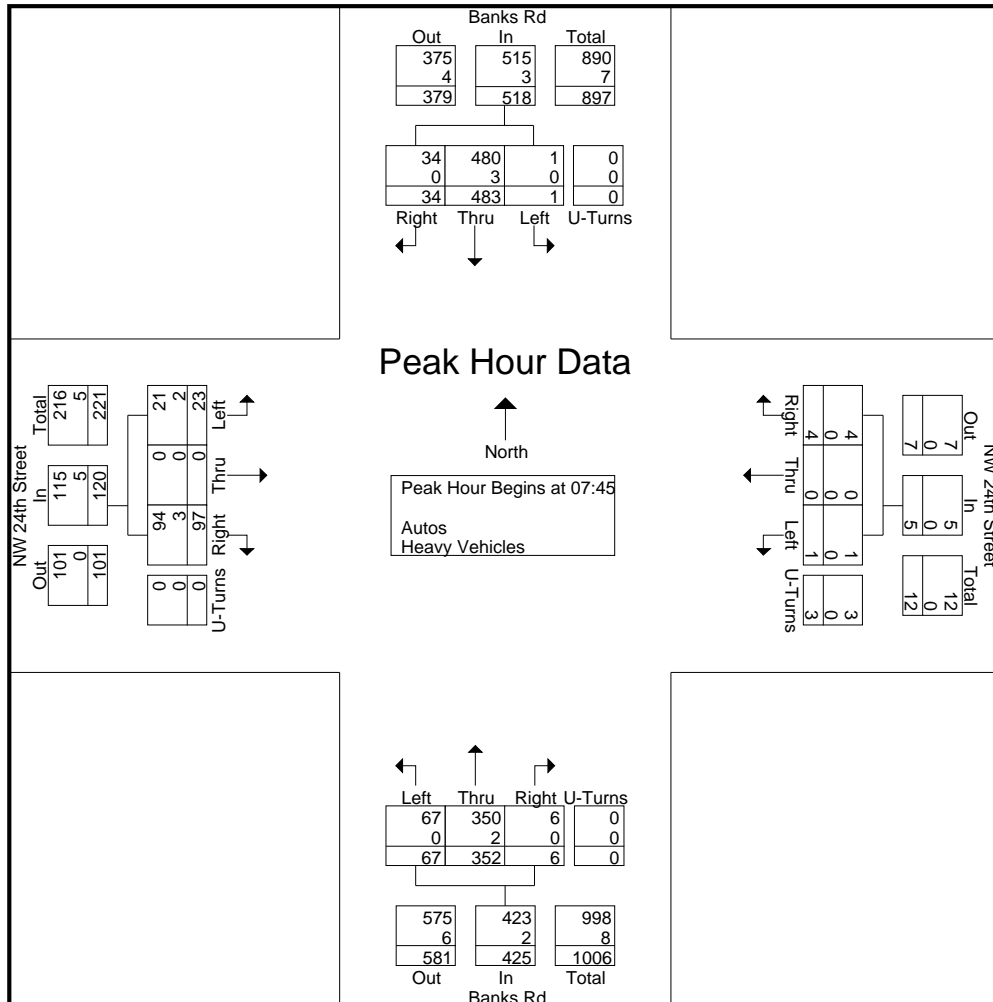 Banks Rd
Out In Total
375 515 890
4 3 7
379 518 897
34 480 1 0
0 3 0 0
34 483 1 0
Right Thru Left U-Turns
Peak Hour Data
North
Peak Hour Begins at 07:45
Autos
Heavy Vehicles
NW 24th Street
Total
216
5
221
In
115
5
120
Out
101
0
101
Left
21
2
23
Thru
0
0
0
Right
94
3
97
U-Turns
0
0
0
Right
4
0
4
Thru
0
0
0
Left
1
0
1
U-Turns
3
0
3
Out
7
0
7
In
5
0
5
Total
12
0
12
NW 24th Street
Left Thru Right U-Turns
67 350 6 0
0 2 0 0
67 352 6 0
575 423 998
6 2 8
581 425 1006
Out In Total
Banks Rd